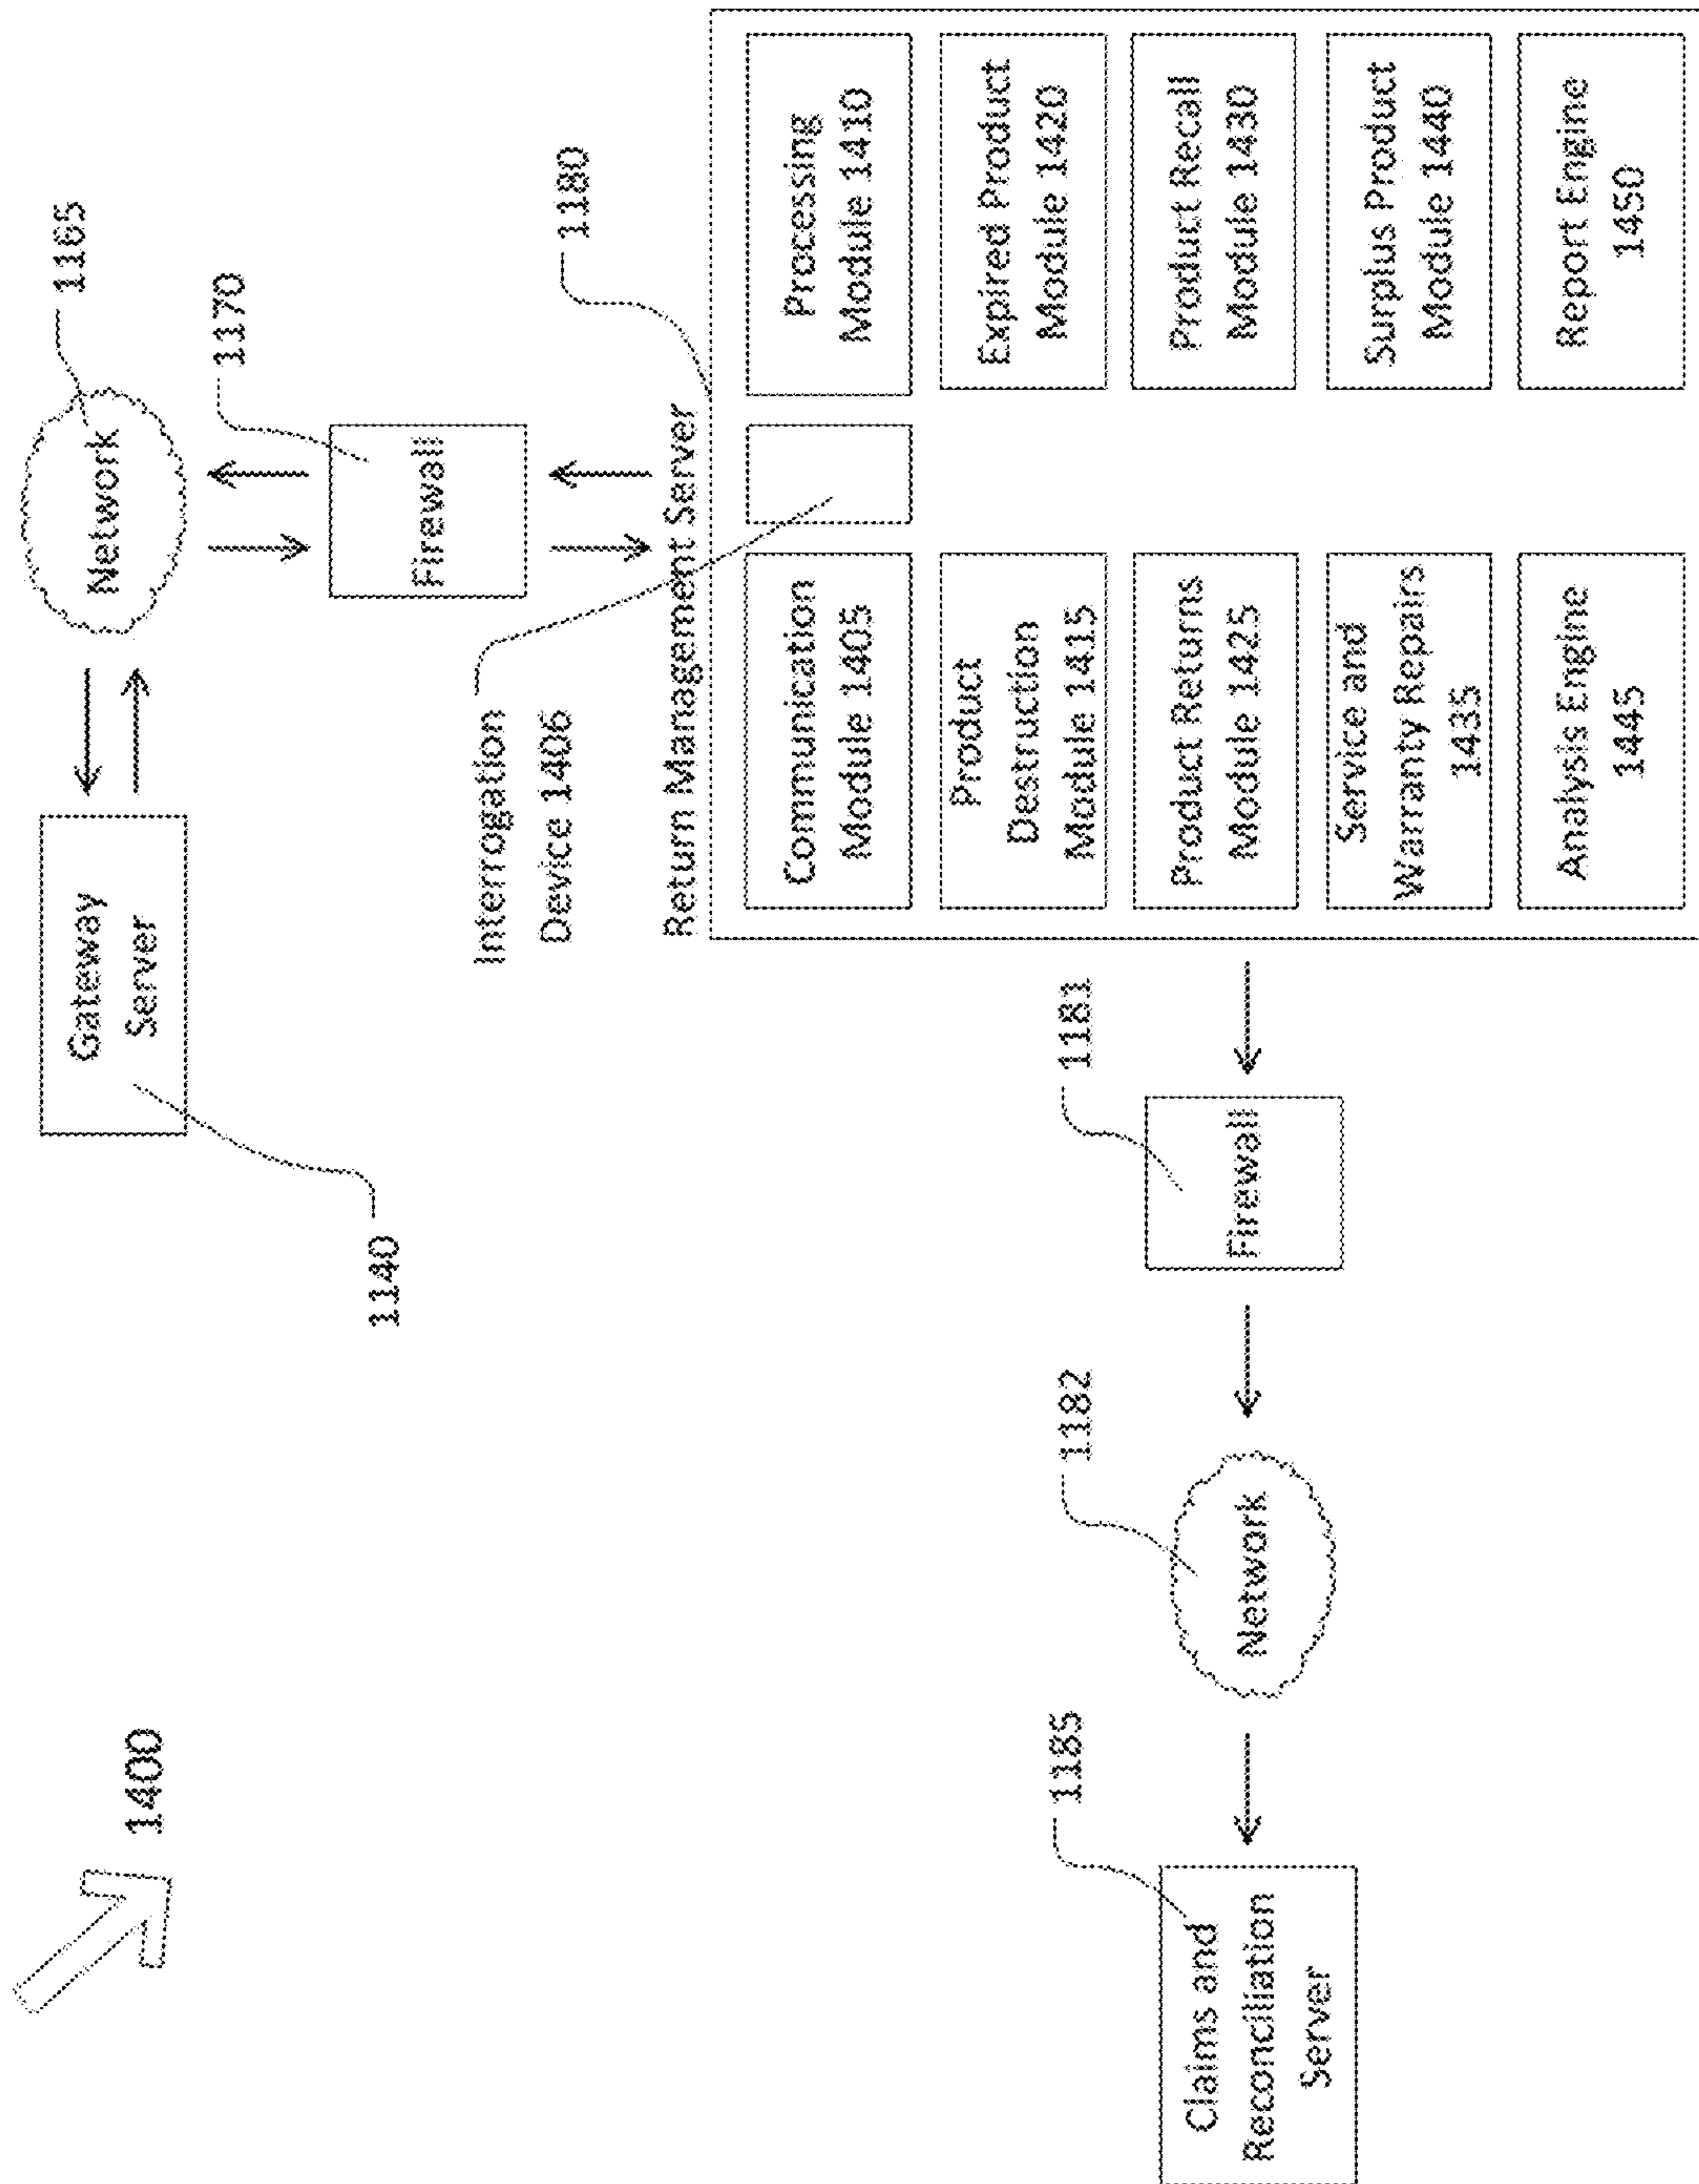 1400
Gateway
Server
1140
Network
1165
1170
Firewall
Interrogation
Device 1406
1180
Return Management Server
Communication
Module 1405
Processing
Module 1410
Product
Destruction
Module 1415
Expired Product
Module 1420
Product Returns
Module 1425
Product Recall
Module 1430
Service and
Warranty Repairs
1435
Surplus Product
Module 1440
Analysis Engine
1445
Report Engine
1450
1185
1182
1181
Claims and
Reconciliation
Server
Network
Firewall